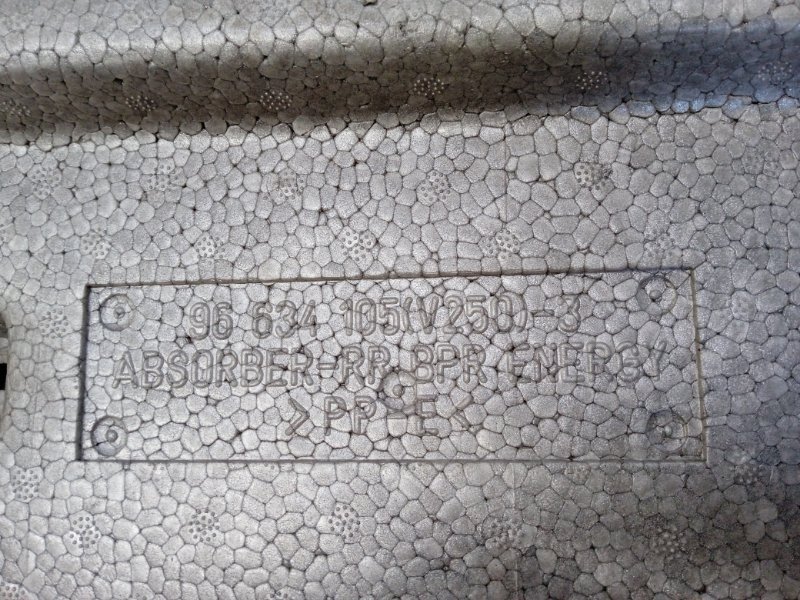 96 634 105(V250)-3
ABSORBER-RR BPR ENERGY
>PP-E<